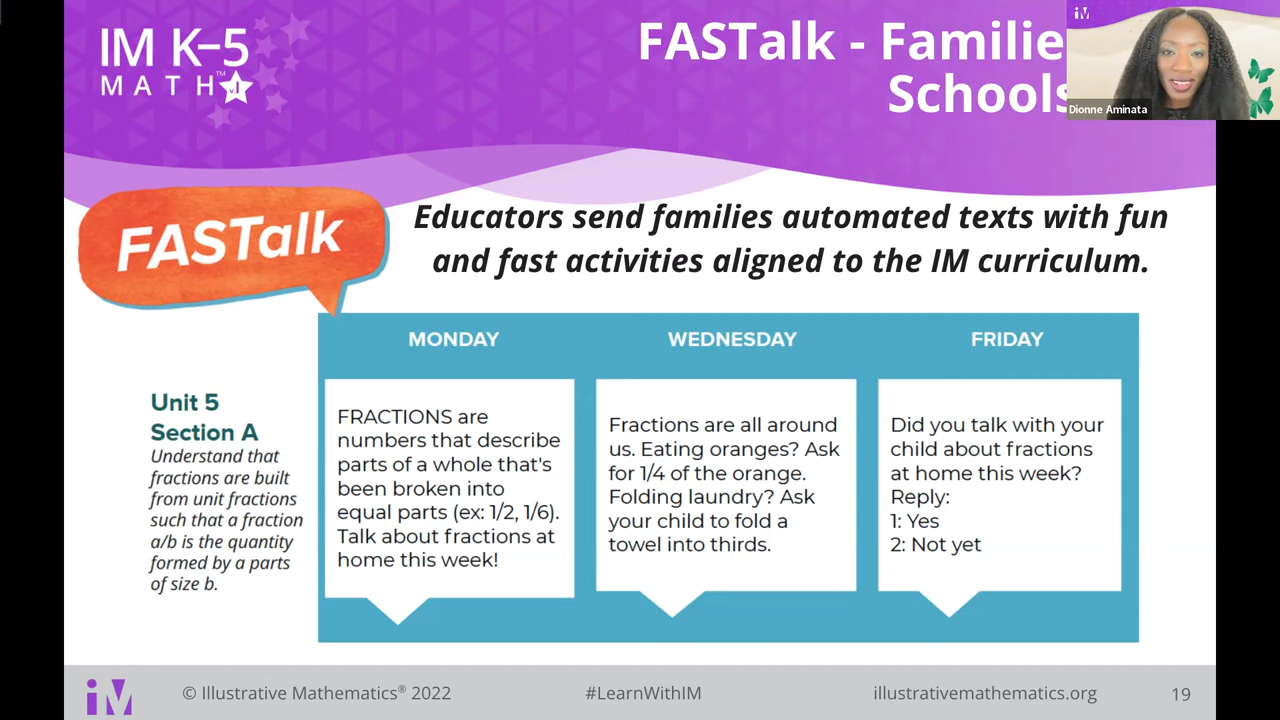 IM K–5
MATH™
FASTalk - Familie
Schools
Dionne Aminata
FASTalk
Educators send families automated texts with fun
and fast activities aligned to the IM curriculum.
MONDAY
WEDNESDAY
FRIDAY
Unit 5
Section A
Understand that
fractions are built
from unit fractions
such that a fraction
a/b is the quantity
formed by a parts
of size b.
FRACTIONS are
numbers that describe
parts of a whole that's
been broken into
equal parts (ex: 1/2, 1/6).
Talk about fractions at
home this week!
Fractions are all around
us. Eating oranges? Ask
for 1/4 of the orange.
Folding laundry? Ask
your child to fold a
towel into thirds.
Did you talk with your
child about fractions
at home this week?
Reply:
1: Yes
2: Not yet
iM
© Illustrative Mathematics® 2022
#LearnWithIM
illustrativemathematics.org
19